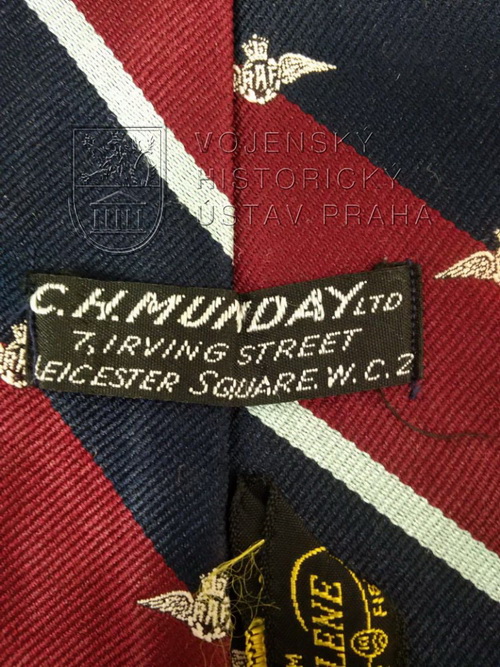 RAF
VOJENSKÝ
HISTORICKÝ
ÚSTAV PRAHA
C.H.MUNDAY LTD
7, IRVING STREET
LEICESTER SQUARE W.C.2
RAF